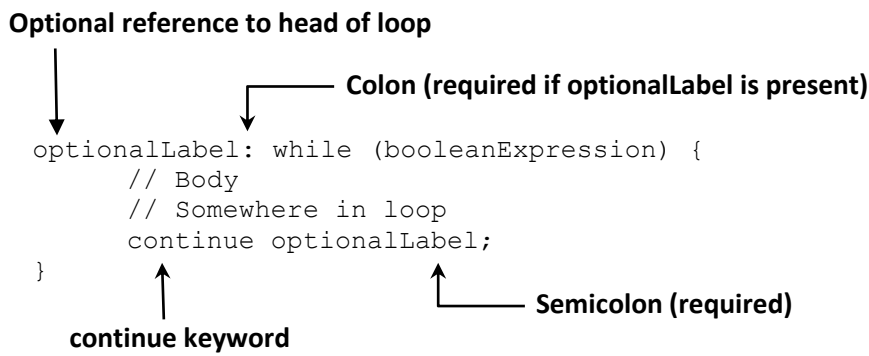 Optional reference to head of loop
Colon (required if optionalLabel is present)
optionalLabel: while (booleanExpression) {
// Body
// Somewhere in loop
continue optionalLabel;
}
Semicolon (required)
continue keyword